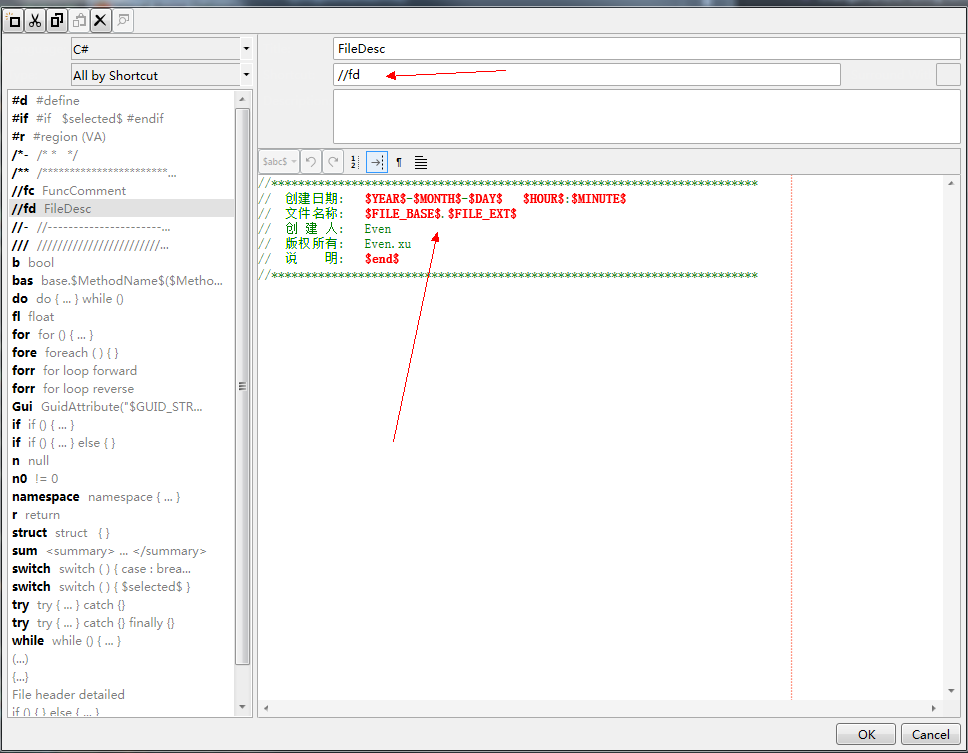 C#
All by Shortcut
#d #define
#if #if $selected$ #endif
#r #region (VA)
/*- /* * */
/** /***********************...
//fc FuncComment
//fd FileDesc
//- //----------------------...
/// ///////////////////////...
b bool
bas base.$MethodName$($Metho...
do do { ... } while ()
fl float
for for () { ... }
fore foreach ( ) { }
forr for loop forward
forr for loop reverse
Gui GuidAttribute("$GUID_STR...
if if () { ... }
if if () { ... } else { }
n null
n0 != 0
namespace namespace { ... }
r return
struct struct { }
sum <summary> ... </summary>
switch switch ( ) { case : brea...
switch switch ( ) { $selected$ }
try try { ... } catch {}
try try { ... } catch {} finally {}
while while () { ... }
(...)
{...}
File header detailed
if () { } else { ... }
FileDesc
//fd
$abc$
//************************************************************************
// 创建日期: $YEAR$-$MONTH$-$DAY$ $HOUR$:$MINUTE$
// 文件名称: $FILE_BASE$.$FILE_EXT$
// 创 建 人: Even
// 版权所有: Even.xu
// 说 明: $end$
//************************************************************************
OK Cancel